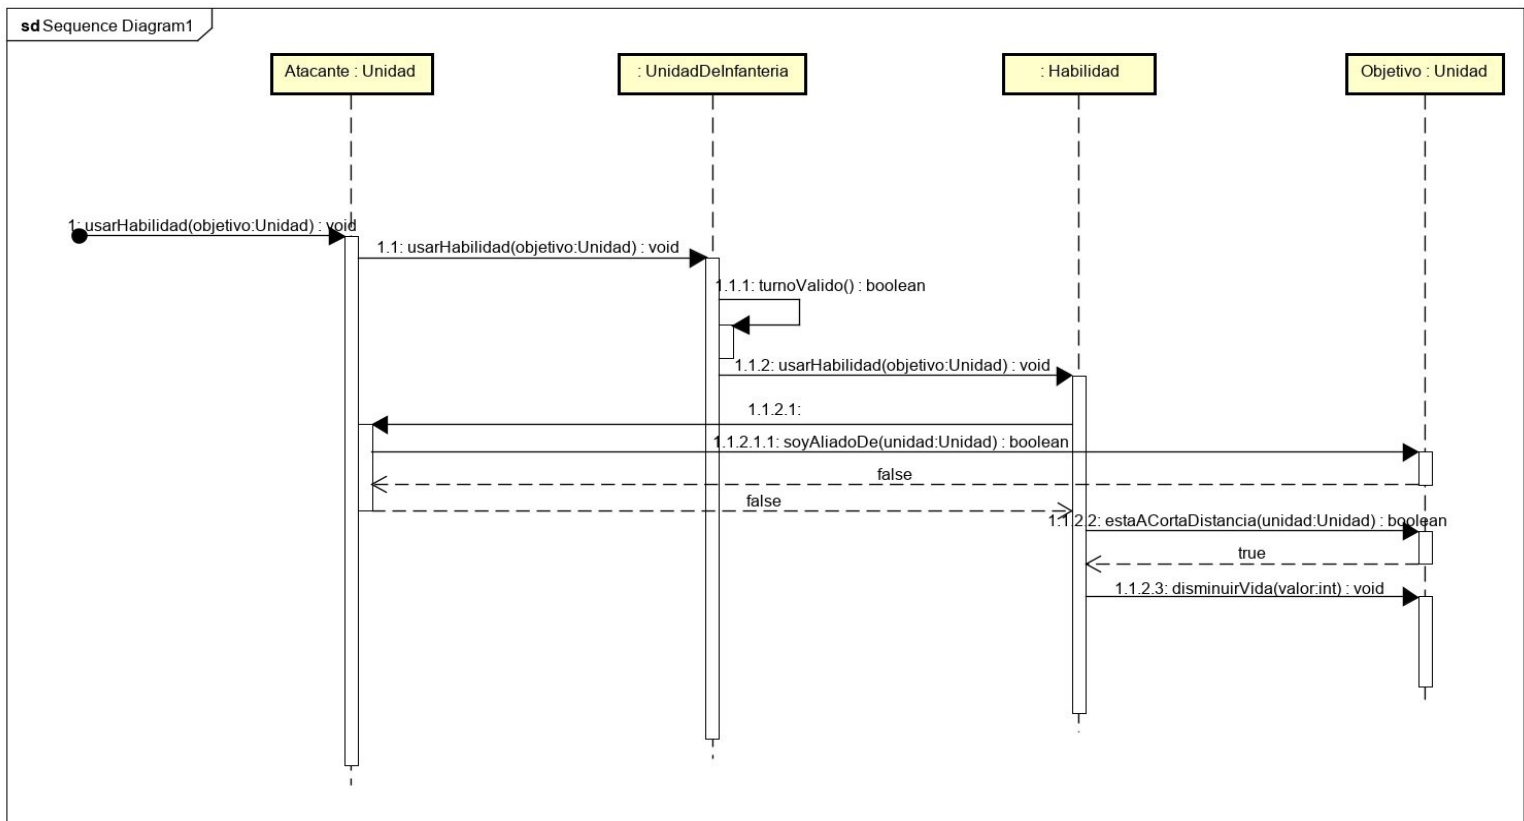 sd Sequence Diagram1
Atacante : Unidad
: UnidadDeInfanteria
: Habilidad
Objetivo : Unidad
1: usarHabilidad(objetivo:Unidad) : void
1.1: usarHabilidad(objetivo:Unidad) : void
1.1.1: turnoValido() : boolean
1.1.2: usarHabilidad(objetivo:Unidad) : void
1.1.2.1:
1.1.2.1.1: soyAliadoDe(unidad:Unidad) : boolean
false
false
1.1.2.2: estaACortaDistancia(unidad:Unidad) : boolean
true
1.1.2.3: disminuirVida(valor:int) : void